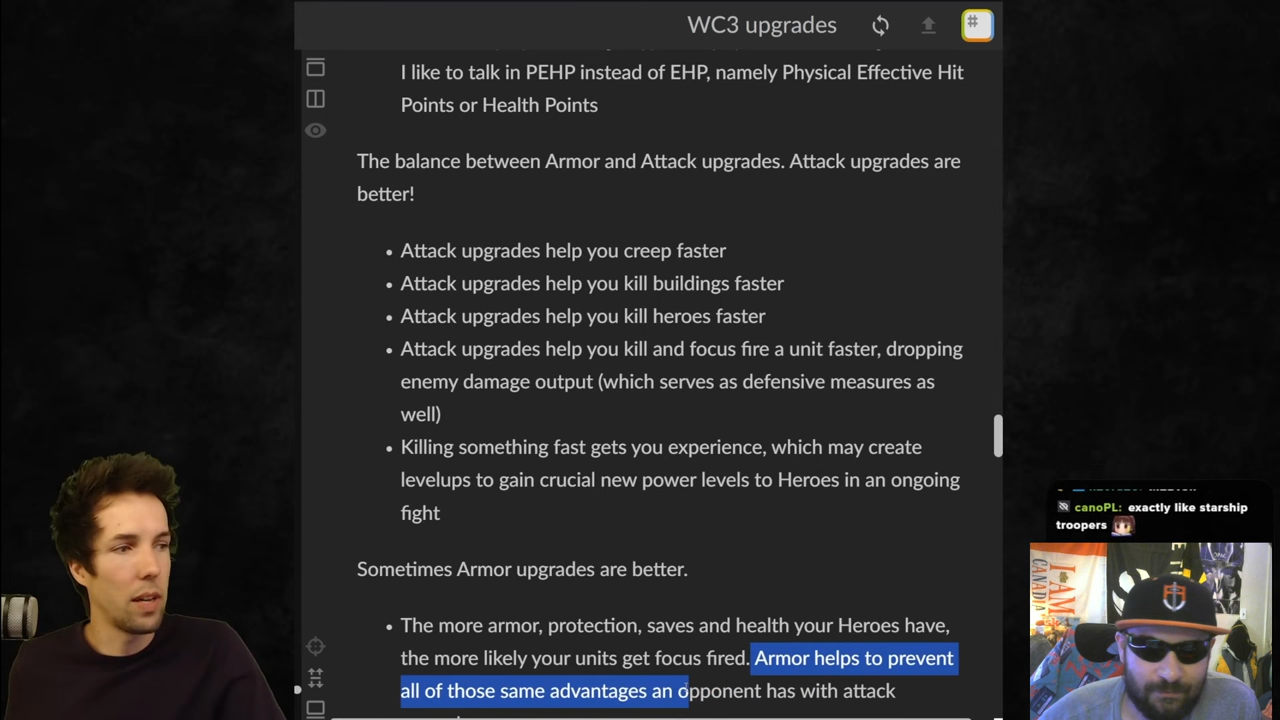 WC3 upgrades
I like to talk in PEHP instead of EHP, namely Physical Effective Hit
Points or Health Points
The balance between Armor and Attack upgrades. Attack upgrades are
better!
• Attack upgrades help you creep faster
• Attack upgrades help you kill buildings faster
• Attack upgrades help you kill heroes faster
• Attack upgrades help you kill and focus fire a unit faster, dropping
enemy damage output (which serves as defensive measures as
well)
• Killing something fast gets you experience, which may create
levelups to gain crucial new power levels to Heroes in an ongoing
fight
Sometimes Armor upgrades are better.
• The more armor, protection, saves and health your Heroes have,
the more likely your units get focus fired. Armor helps to prevent
all of those same advantages an opponent has with attack
canoPL: exactly like starship
troopers
I AM
CANADIAN